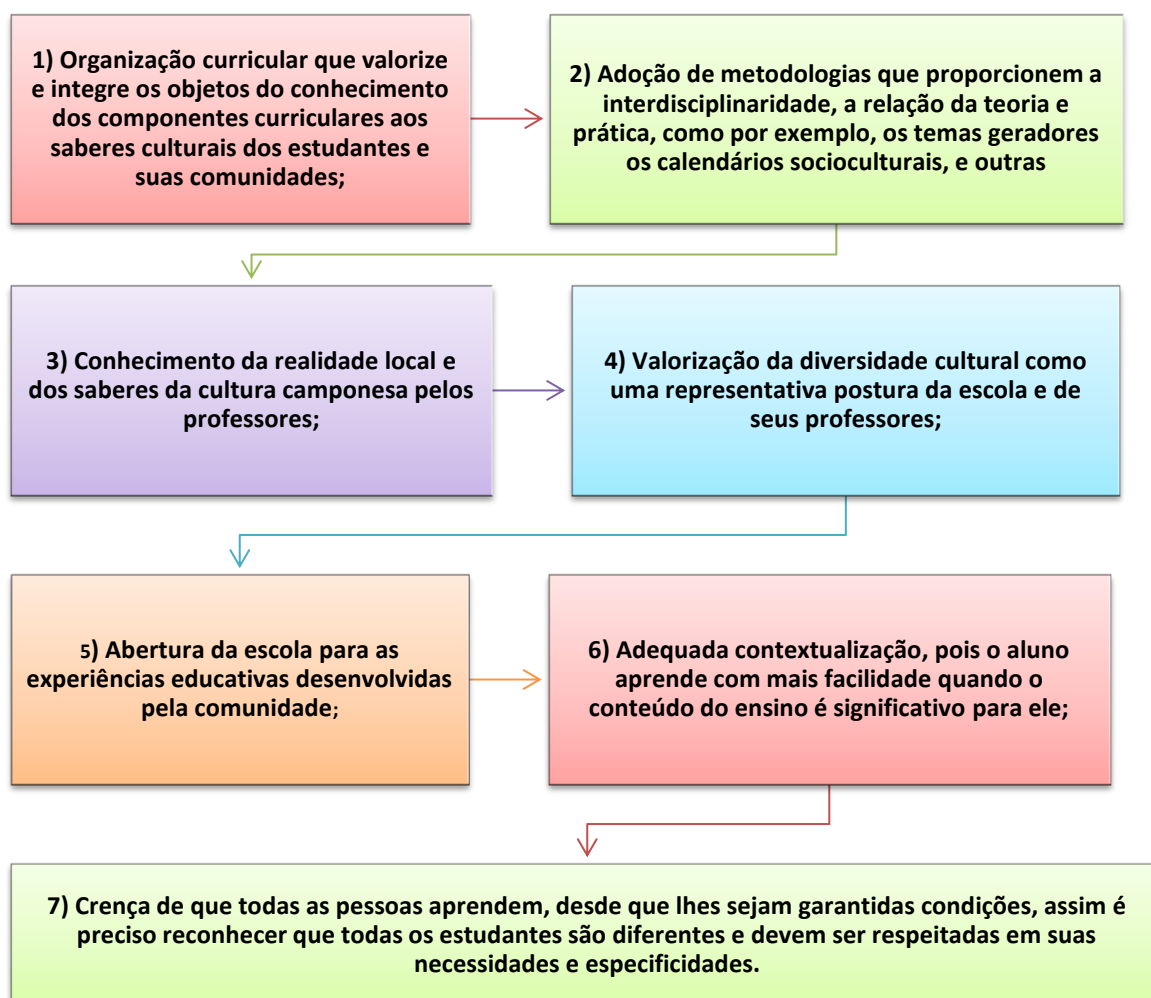 1) Organização curricular que valorize
e integre os objetos do conhecimento
dos componentes curriculares aos
saberes culturais dos estudantes e
suas comunidades;
2) Adoção de metodologias que proporcionem a
interdisciplinaridade, a relação da teoria e
prática, como por exemplo, os temas geradores
os calendários socioculturais, e outras
3) Conhecimento da realidade local e
dos saberes da cultura camponesa pelos
professores;
4) Valorização da diversidade cultural como
uma representativa postura da escola e de
seus professores;
5) Abertura da escola para as
experiências educativas desenvolvidas
pela comunidade;
6) Adequada contextualização, pois o aluno
aprende com mais facilidade quando o
conteúdo do ensino é significativo para ele;
7) Crença de que todas as pessoas aprendem, desde que lhes sejam garantidas condições, assim é
preciso reconhecer que todas os estudantes são diferentes e devem ser respeitadas em suas
necessidades e especificidades.